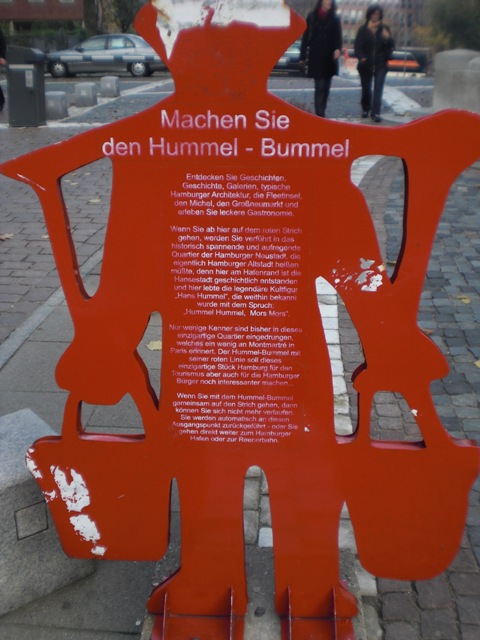 Machen Sie
den Hummel - Bummel
Entdecken Sie Geschichten,
Geschichte, Galerien, typische
Hamburger Architektur, die Fleetinsel,
den Michel, den Großneumarkt und
erleben Sie leckere Gastronomie.
Wenn Sie ab hier auf dem roten Strich
gehen, werden Sie verführt in das
historisch spannende und aufregende
Quartier der Hamburger Neustadt, die
eigentlich Hamburger Altstadt heißen
müßte, denn hier am Hafenrand ist die
Hansestadt geschichtlich entstanden
und hier lebte die legendäre Kultfigur
„Hans Hummel", die weithin bekannt
wurde mit dem Spruch:
„Hummel Hummel, Mors Mors".
Nur wenige Kenner sind bisher in dieses
einzigartige Quartier eingedrungen,
welches ein wenig an Montmartre in
Paris erinnert. Der Hummel-Bummel mit
seiner roten Linie soll dieses
einzigartige Stück Hamburg für den
Tourismus aber auch für die Hamburger
Bürger noch interessanter machen...
Wenn Sie mit dem Hummel-Bummel
gemeinsam auf den Strich gehen, dann
können Sie sich nicht mehr verlaufen.
Sie werden automatisch an diesen
Ausgangspunkt zurückgeführt - oder Sie
gehen direkt weiter zum Hamburger
Hafen oder zur Reeperbahn.